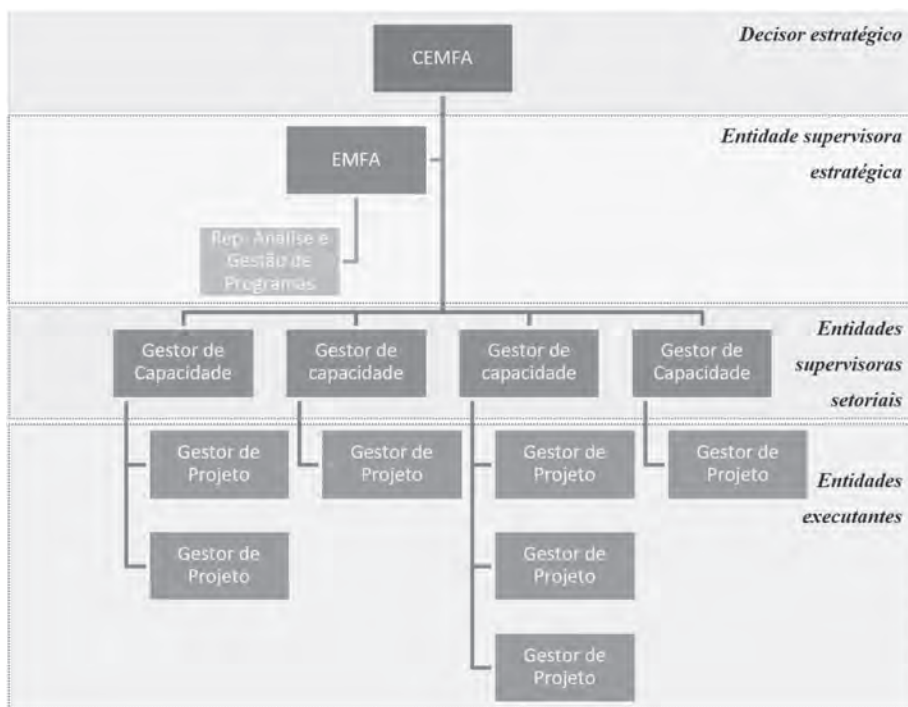 Decisor estratégico
CEMFA
Entidade supervisora
estratégica
EMFA
Rep. Análise e
Gestão de
Programas
Entidades
supervisoras
setoriais
Gestor de
Capacidade
Gestor de
capacidade
Gestor de
capacidade
Gestor de
Capacidade
Entidades
executantes
Gestor de
Projeto
Gestor de
Projeto
Gestor de
Projeto
Gestor de
Projeto
Gestor de
Projeto
Gestor de
Projeto
Gestor de
Projeto